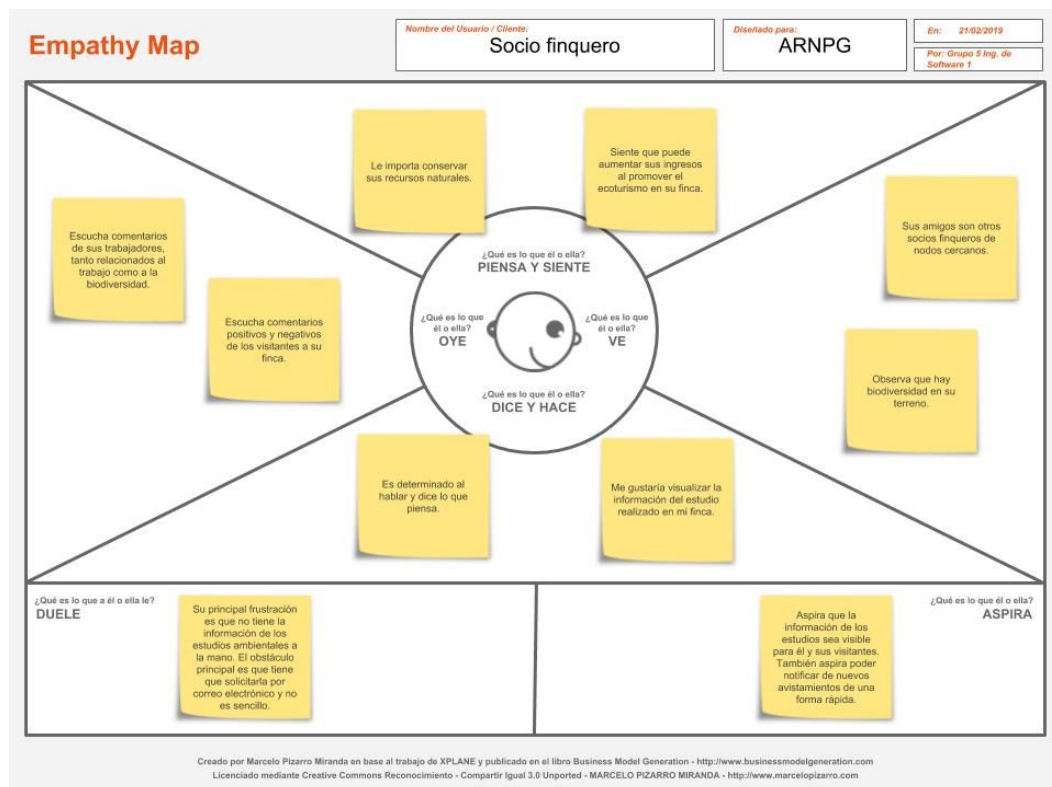 Empathy Map
Nombre del Usuario / Cliente:
Socio finquero
Diseñado para:
ARNPG
En: 21/02/2019
Por: Grupo 5 Ing. de
Software 1
Le importa conservar
sus recursos naturales.
Siente que puede
aumentar sus ingresos
al promover el
ecoturismo en su finca.
Escucha comentarios
de sus trabajadores,
tanto relacionados al
trabajo como a la
biodiversidad.
Escucha comentarios
positivos y negativos
de los visitantes a su
finca.
¿Qué es lo que él o ella?
PIENSA Y SIENTE
¿Qué es lo que
él o ella?
OYE
¿Qué es lo que
él o ella?
VE
¿Qué es lo que él o ella?
DICE Y HACE
Sus amigos son otros
socios finqueros de
nodos cercanos.
Observa que hay
biodiversidad en su
terreno.
Es determinado al
hablar y dice lo que
piensa.
Me gustaría visualizar la
información del estudio
realizado en mi finca.
¿Qué es lo que a él o ella le?
DUELE
Su principal frustración
es que no tiene la
información de los
estudios ambientales a
la mano. El obstáculo
principal es que tiene
que solicitarla por
correo electrónico y no
es sencillo.
Aspira que la
información de los
estudios sea visible
para él y sus visitantes.
También aspira poder
notificar de nuevos
avistamientos de una
forma rápida.
¿Qué es lo que él o ella?
ASPIRA
Creado por Marcelo Pizarro Miranda en base al trabajo de XPLANE y publicado en el libro Business Model Generation - http://www.businessmodelgeneration.com
Licenciado mediante Creative Commons Reconocimiento - Compartir Igual 3.0 Unported - MARCELO PIZARRO MIRANDA - http://www.marcelopizarro.com